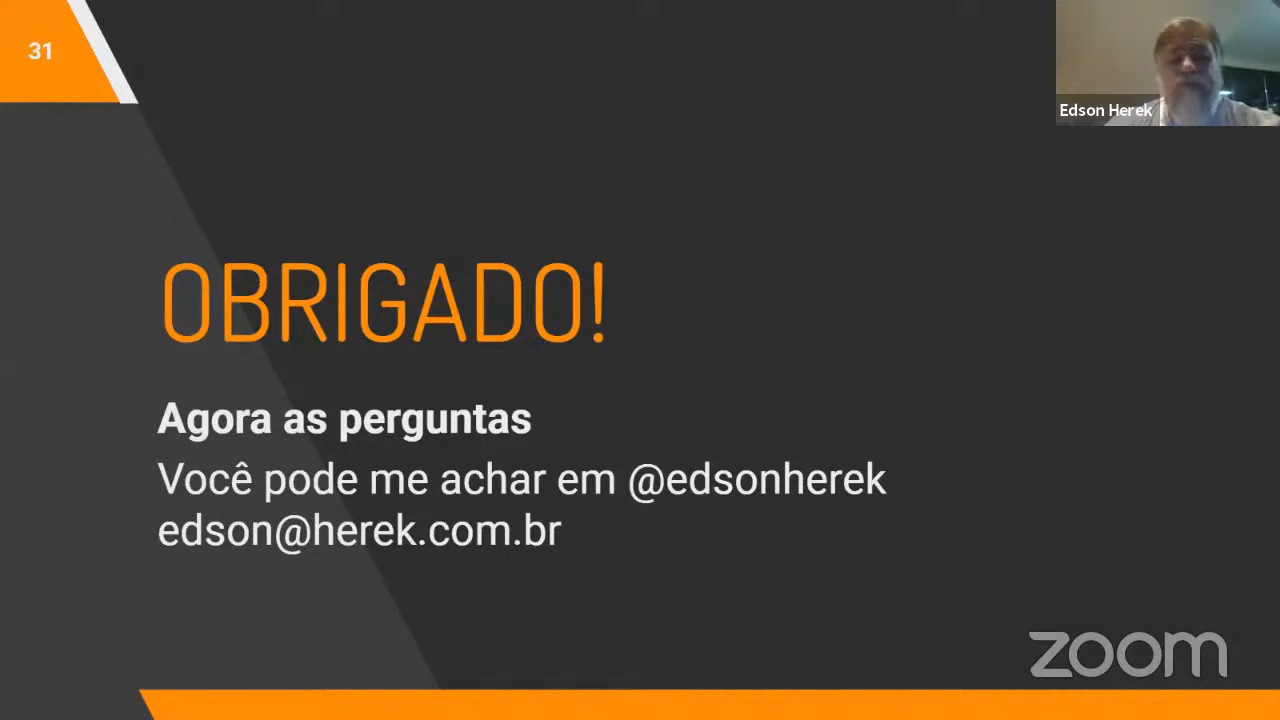 31
Edson Herek
OBRIGADO!
Agora as perguntas
Você pode me achar em @edsonherek
edson@herek.com.br
zoom